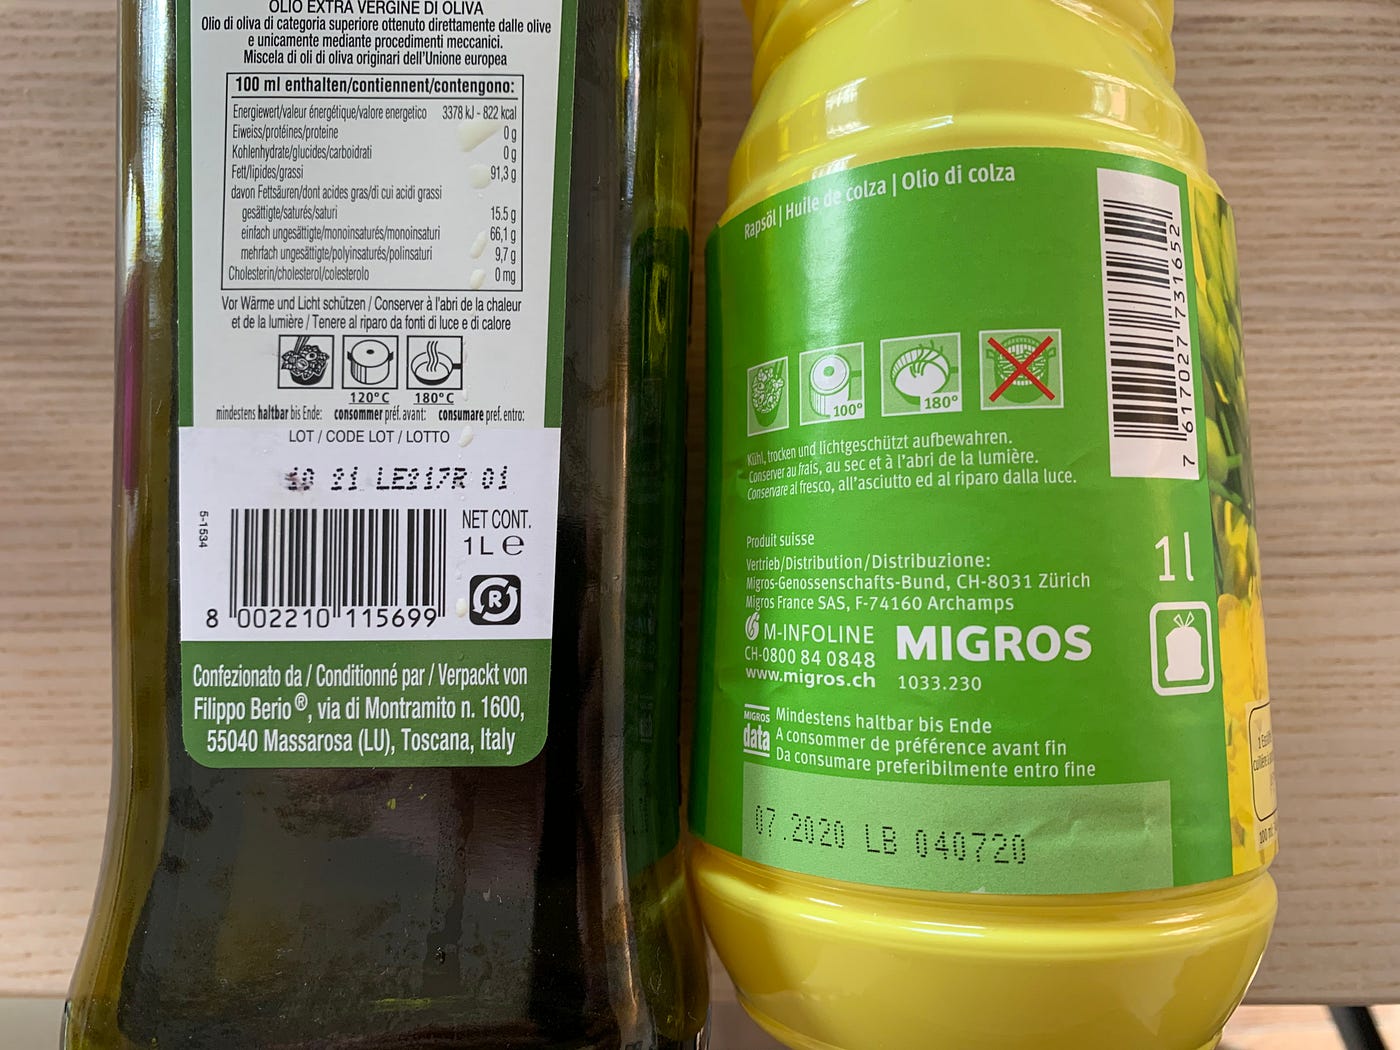 OLIO EXTRA VERGINE DI OLIVA
Olio di oliva di categoria superiore ottenuto direttamente dalle olive
e unicamente mediante procedimenti meccanici.
Miscela di oli di oliva originari dell'Unione europea
100 ml enthalten/contiennent/contengono:
Energiewert/valeur énergétique/valore energetico 3378 kJ - 822 kcal
Eiweiss/protéines/proteine 0 g
Kohlenhydrate/glucides/carboidrati 0 g
Fett/lipides/grassi 91,3 g
davon Fettsäuren/dont acides gras/di cui acidi grassi
gesättigte/saturés/saturi 15.5 g
einfach ungesättigte/monoinsaturés/monoinsaturi 66,1 g
mehrfach ungesättigte/polyinsaturés/polinsaturi 9,7 g
Cholesterin/cholesterol/colesterolo 0 mg
Vor Wärme und Licht schützen / Conserver à l'abri de la chaleur
et de la lumière / Tenere al riparo da fonti di luce e di calore
120°C 180°C
mindestens haltbar bis Ende: consommer préf. avant: consumare pref. entro:
LOT / CODE LOT / LOTTO
10 21 LE217R 01
5-1534
NET CONT.
1L e
R
8 002210 115699
Confezionato da / Conditionné par / Verpackt von
Filippo Berio®, via di Montramito n. 1600,
55040 Massarosa (LU), Toscana, Italy
Rapsöl | Huile de colza | Olio di colza
100° 180°
Kühl, trocken und lichtgeschützt aufbewahren.
Conserver au frais, au sec et à l'abri de la lumière.
Conservare al fresco, all'asciutto ed al riparo dalla luce.
7 617027 731652
Produit suisse
Vertrieb/Distribution/Distribuzione:
Migros-Genossenschafts-Bund, CH-8031 Zürich
Migros France SAS, F-74160 Archamps
1l
M-INFOLINE
CH-0800 84 0848
www.migros.ch
MIGROS
1033.230
MIGROS
data
Mindestens haltbar bis Ende
A consommer de préférence avant fin
Da consumare preferibilmente entro fine
07.2020 LB 040720